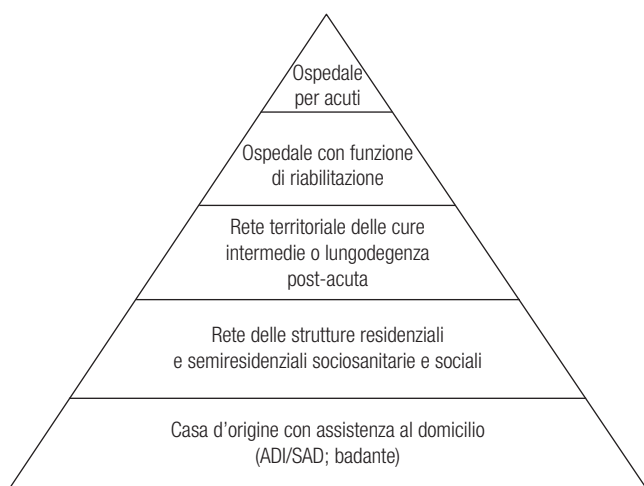 Ospedale
per acuti
Ospedale con funzione
di riabilitazione
Rete territoriale delle cure
intermedie o lungodegenza
post-acuta
Rete delle strutture residenziali
e semiresidenziali sociosanitarie e sociali
Casa d’origine con assistenza al domicilio
(ADI/SAD; badante)